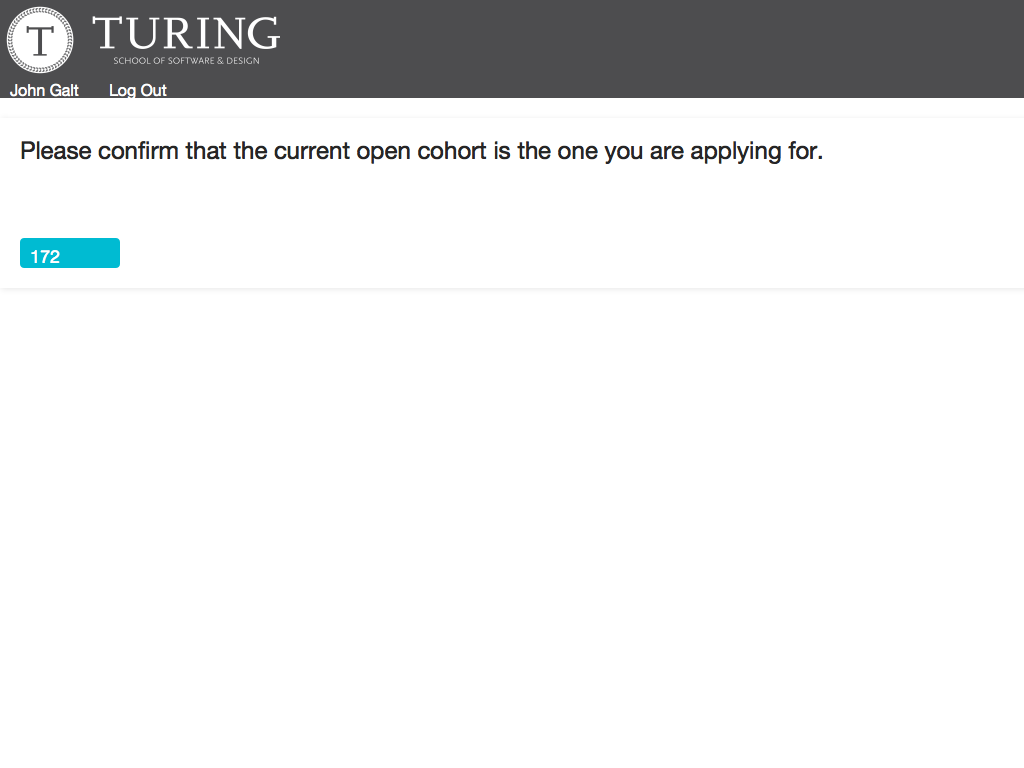 T
TURING
SCHOOL OF SOFTWARE & DESIGN
John Galt Log Out
Please confirm that the current open cohort is the one you are applying for.
172